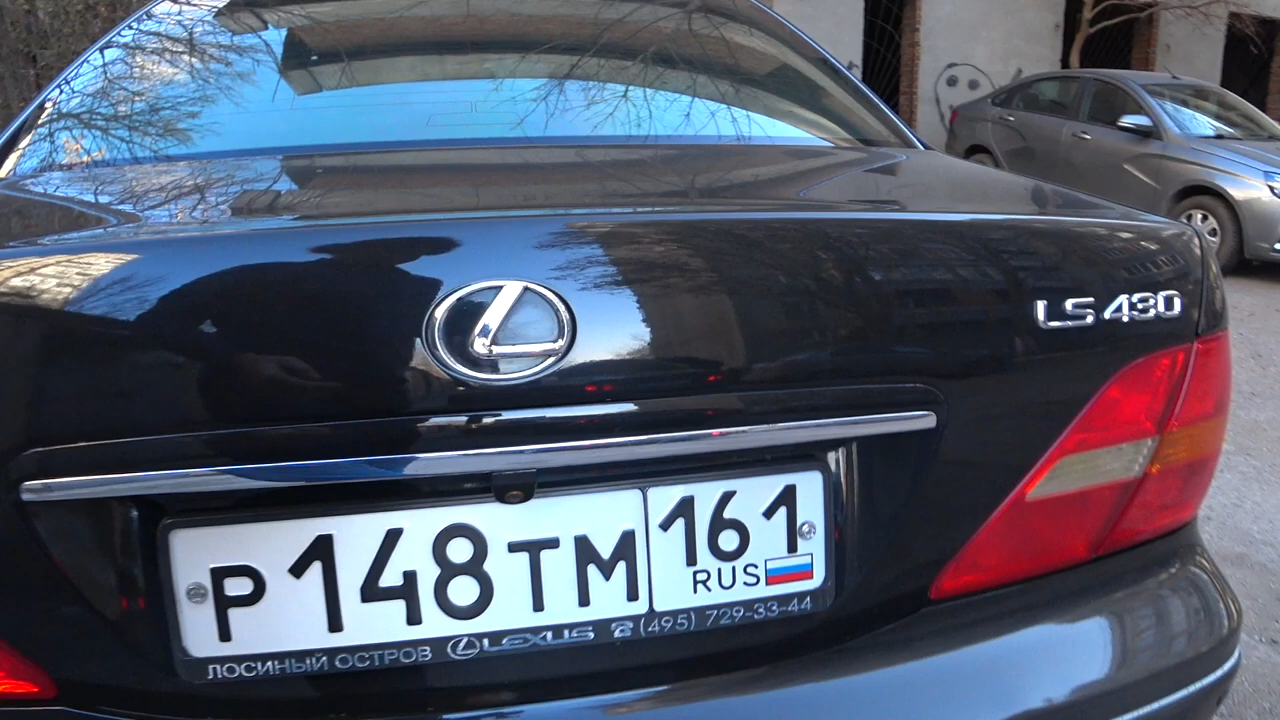 LS 430
Р148ТМ 161
RUS
ЛОСИНЫЙ ОСТРОВ LEXUS ☎ (495) 729-33-44